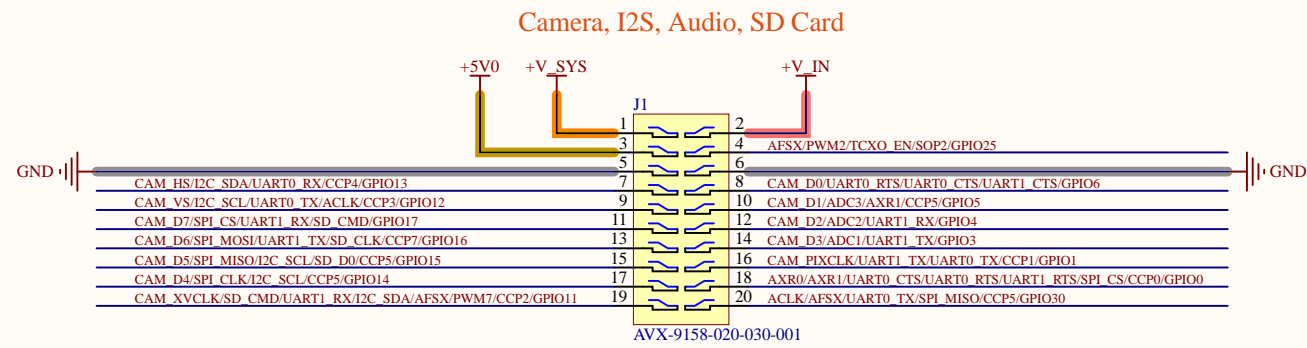 Camera, I2S, Audio, SD Card
+5V0 +V_SYS +V_IN
J1
1 2
3 4 AFSX/PWM2/TCXO_EN/SOP2/GPIO25
GND 5 6 GND
CAM_HS/I2C_SDA/UART0_RX/CCP4/GPIO13 7 8 CAM_D0/UART0_RTS/UART0_CTS/UART1_CTS/GPIO6
CAM_VS/I2C_SCL/UART0_TX/ACLK/CCP3/GPIO12 9 10 CAM_D1/ADC3/AXR1/CCP5/GPIO5
CAM_D7/SPI_CS/UART1_RX/SD_CMD/GPIO17 11 12 CAM_D2/ADC2/UART1_RX/GPIO4
CAM_D6/SPI_MOSI/UART1_TX/SD_CLK/CCP7/GPIO16 13 14 CAM_D3/ADC1/UART1_TX/GPIO3
CAM_D5/SPI_MISO/I2C_SCL/SD_D0/CCP5/GPIO15 15 16 CAM_PIXCLK/UART1_TX/UART0_TX/CCP1/GPIO1
CAM_D4/SPI_CLK/I2C_SCL/CCP5/GPIO14 17 18 AXR0/AXR1/UART0_CTS/UART0_RTS/UART1_RTS/SPI_CS/CCP0/GPIO0
CAM_XVCLK/SD_CMD/UART1_RX/I2C_SDA/AFSX/PWM7/CCP2/GPIO11 19 20 ACLK/AFSX/UART0_TX/SPI_MISO/CCP5/GPIO30
AVX-9158-020-030-001